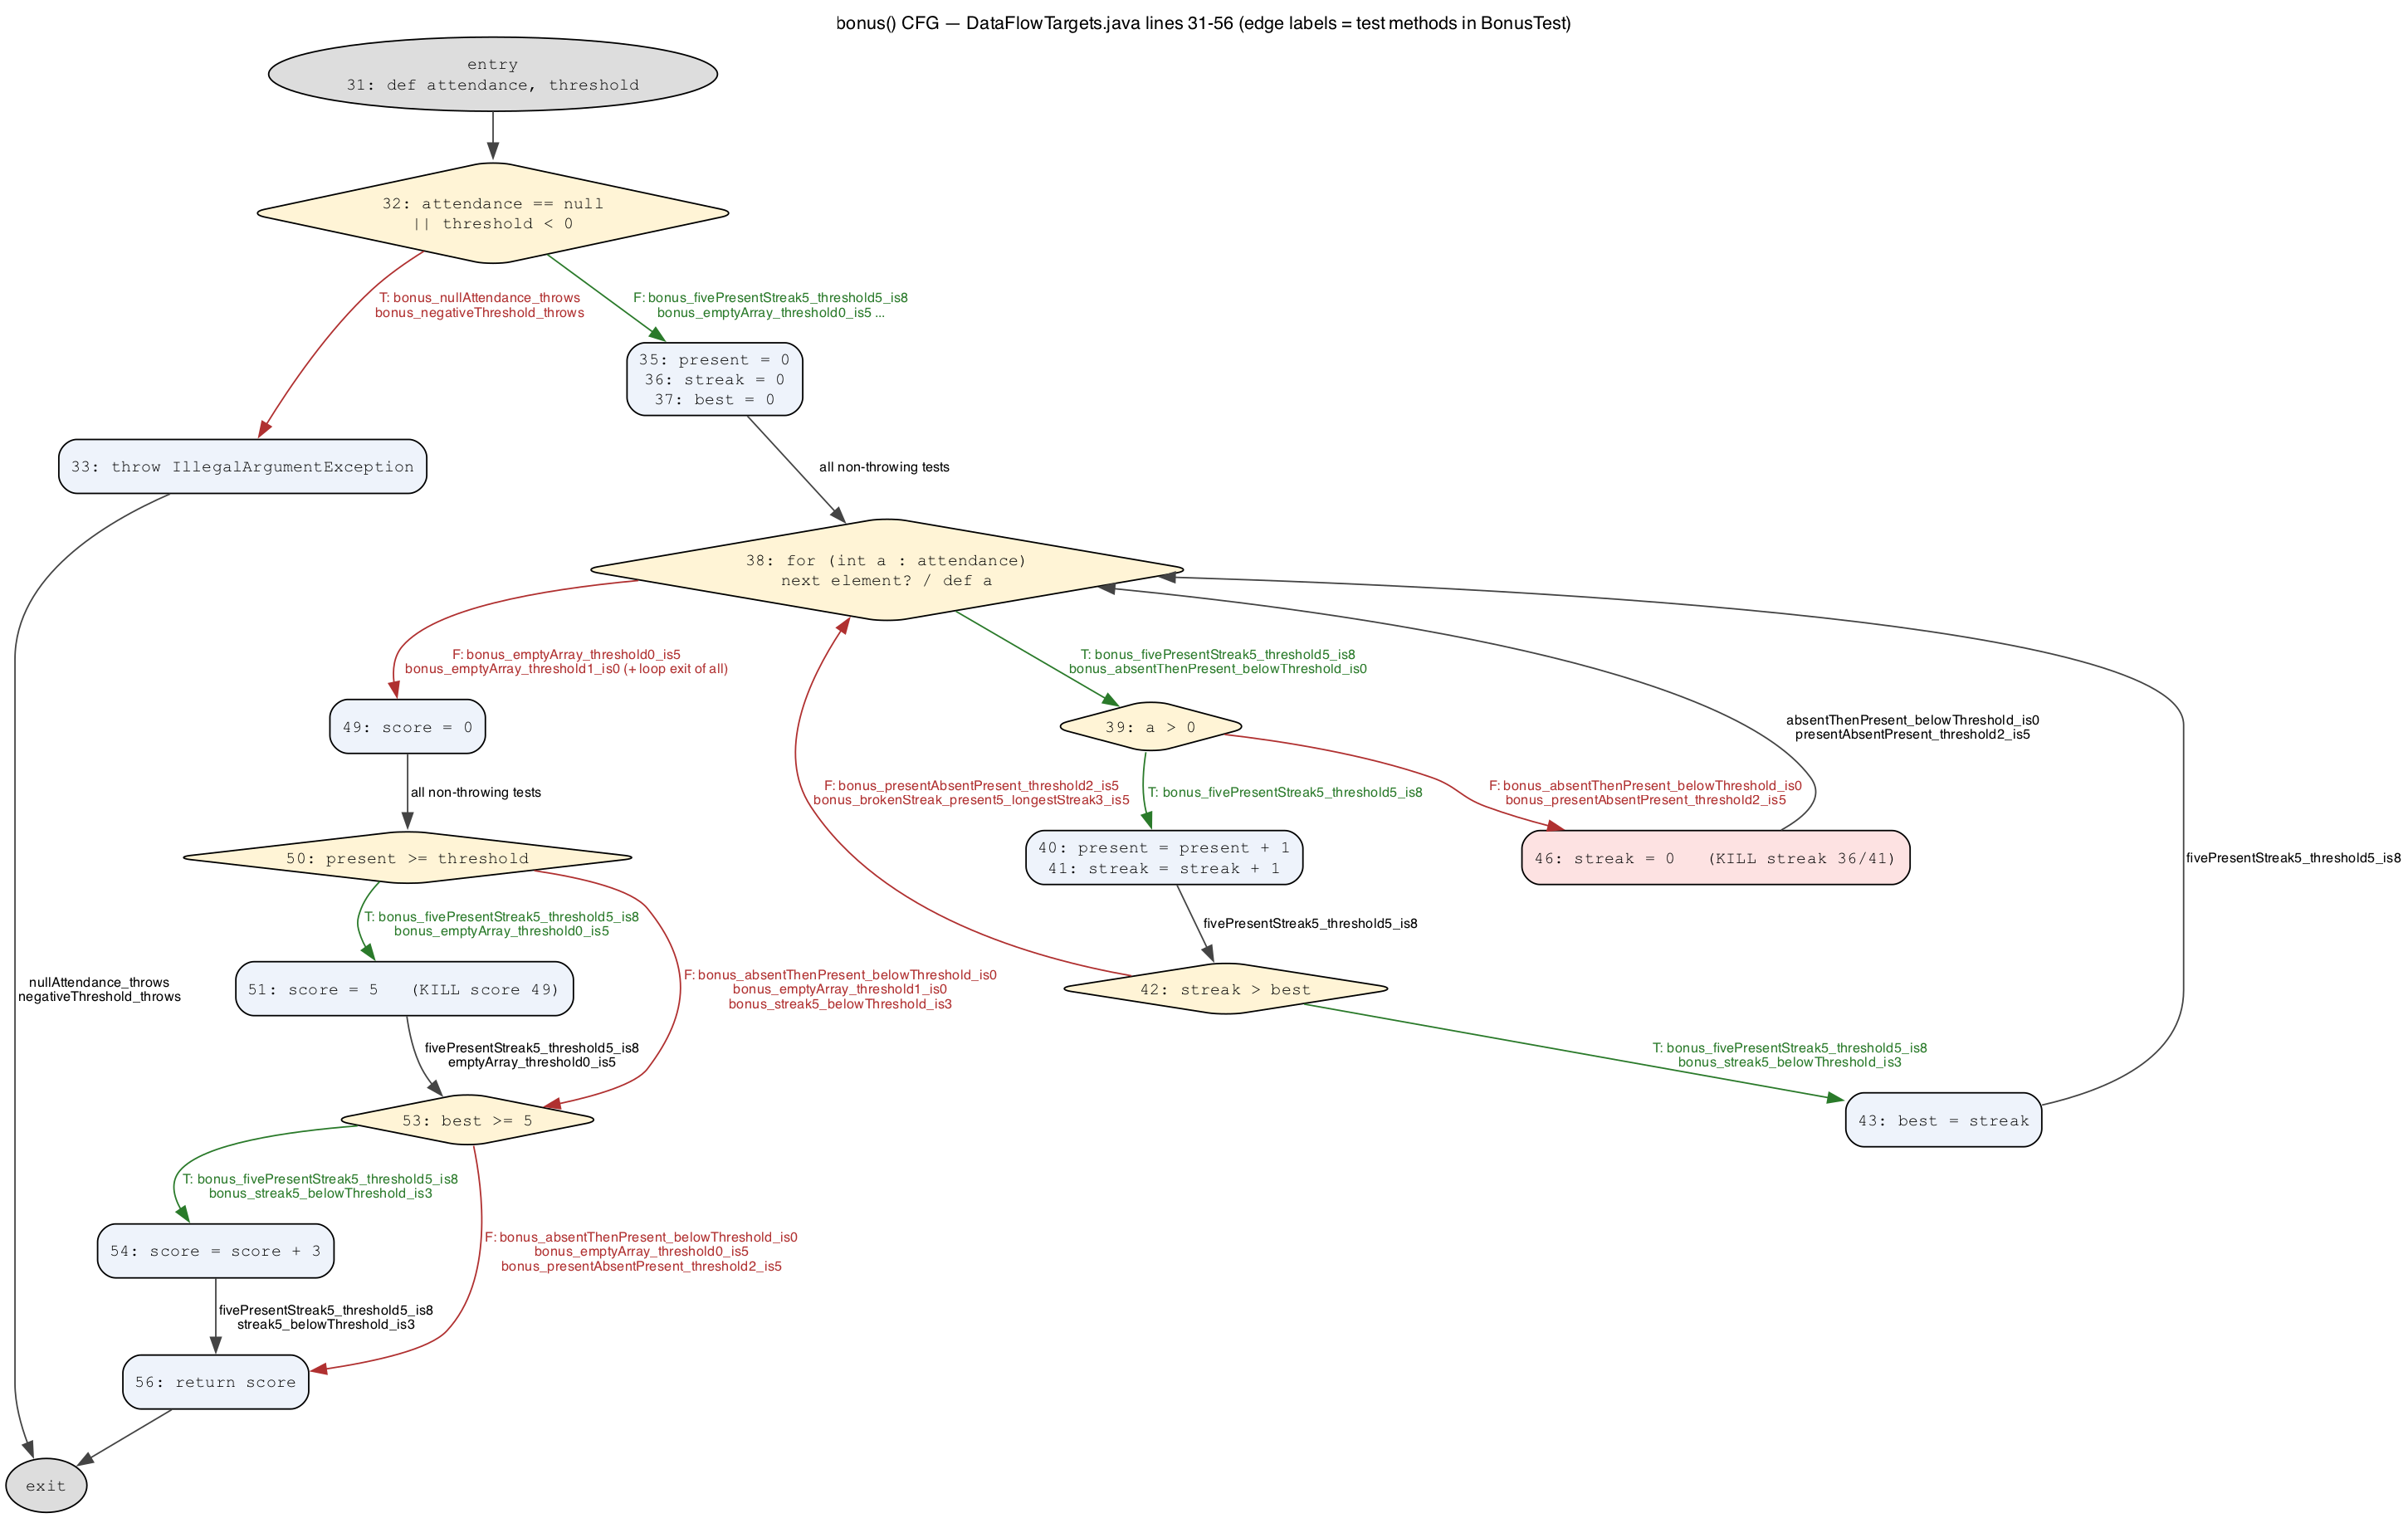 bonus() CFG — DataFlowTargets.java lines 31-56 (edge labels = test methods in BonusTest)
entry
31: def attendance, threshold
32: attendance == null
|| threshold < 0
T: bonus_nullAttendance_throws
bonus_negativeThreshold_throws
F: bonus_fivePresentStreak5_threshold5_is8
bonus_emptyArray_threshold0_is5 ...
35: present = 0
36: streak = 0
37: best = 0
33: throw IllegalArgumentException
all non-throwing tests
38: for (int a : attendance)
next element? / def a
F: bonus_emptyArray_threshold0_is5
bonus_emptyArray_threshold1_is0 (+ loop exit of all)
T: bonus_fivePresentStreak5_threshold5_is8
bonus_absentThenPresent_belowThreshold_is0
49: score = 0
39: a > 0
absentThenPresent_belowThreshold_is0
presentAbsentPresent_threshold2_is5
all non-throwing tests
F: bonus_presentAbsentPresent_threshold2_is5
bonus_brokenStreak_present5_longestStreak3_is5
T: bonus_fivePresentStreak5_threshold5_is8
F: bonus_absentThenPresent_belowThreshold_is0
bonus_presentAbsentPresent_threshold2_is5
50: present >= threshold
40: present = present + 1
41: streak = streak + 1
46: streak = 0   (KILL streak 36/41)
fivePresentStreak5_threshold5_is8
T: bonus_fivePresentStreak5_threshold5_is8
bonus_emptyArray_threshold0_is5
fivePresentStreak5_threshold5_is8
nullAttendance_throws
negativeThreshold_throws
51: score = 5   (KILL score 49)
F: bonus_absentThenPresent_belowThreshold_is0
bonus_emptyArray_threshold1_is0
bonus_streak5_belowThreshold_is3
42: streak > best
fivePresentStreak5_threshold5_is8
emptyArray_threshold0_is5
T: bonus_fivePresentStreak5_threshold5_is8
bonus_streak5_belowThreshold_is3
53: best >= 5
43: best = streak
T: bonus_fivePresentStreak5_threshold5_is8
bonus_streak5_belowThreshold_is3
54: score = score + 3
F: bonus_absentThenPresent_belowThreshold_is0
bonus_emptyArray_threshold0_is5
bonus_presentAbsentPresent_threshold2_is5
fivePresentStreak5_threshold5_is8
streak5_belowThreshold_is3
56: return score
exit